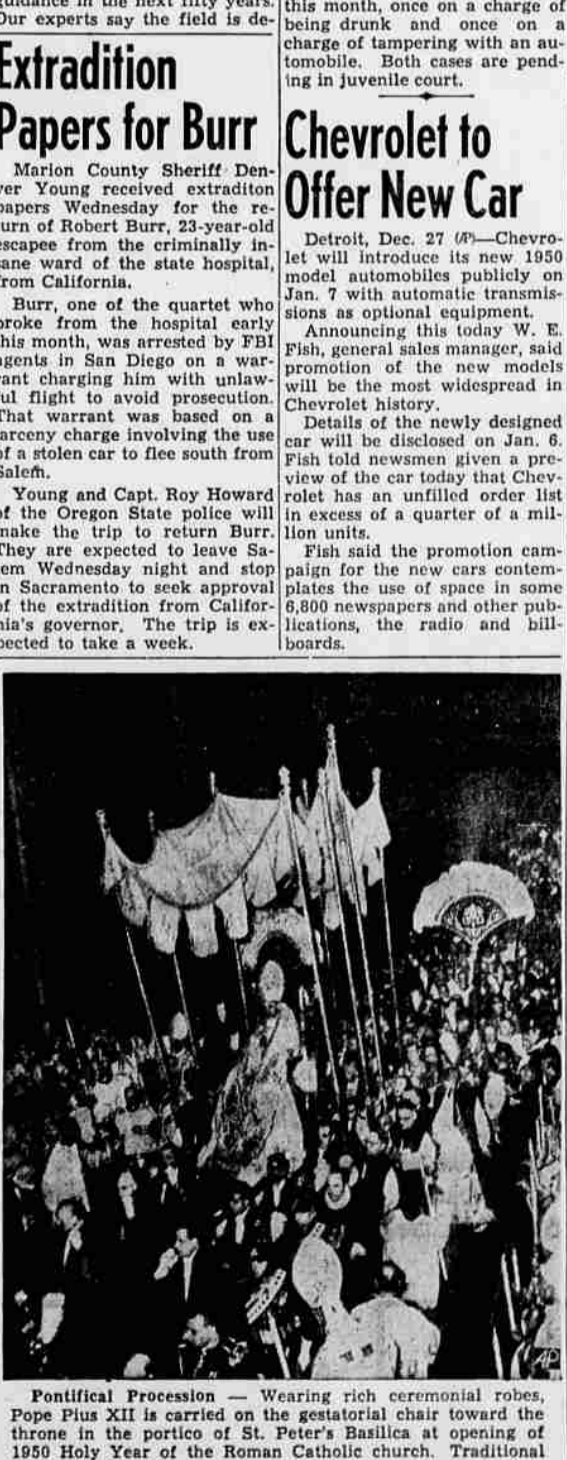 Our experts say the field is de-
Extradition
Papers for Burr
Marion County Sheriff Den-
ver Young received extraditon
papers Wednesday for the re-
turn of Robert Burr, 23-year-old
escapee from the criminally in-
sane ward of the state hospital,
from California.
Burr, one of the quartet who
broke from the hospital early
this month, was arrested by FBI
agents in San Diego on a war-
rant charging him with unlaw-
ful flight to avoid prosecution.
That warrant was based on a
larceny charge involving the use
of a stolen car to flee south from
Salem.
Young and Capt. Roy Howard
of the Oregon State police will
make the trip to return Burr.
They are expected to leave Sa-
lem Wednesday night and stop
in Sacramento to seek approval
of the extradition from Califor-
nia's governor. The trip is ex-
pected to take a week.
this month, once on a charge of
being drunk and once on a
charge of tampering with an au-
tomobile. Both cases are pend-
ing in juvenile court.
Chevrolet to
Offer New Car
Detroit, Dec. 27 (AP)—Chevro-
let will introduce its new 1950
model automobiles publicly on
Jan. 7 with automatic transmis-
sions as optional equipment.
Announcing this today W. E.
Fish, general sales manager, said
promotion of the new models
will be the most widespread in
Chevrolet history.
Details of the newly designed
car will be disclosed on Jan. 6.
Fish told newsmen given a pre-
view of the car today that Chev-
rolet has an unfilled order list
in excess of a quarter of a mil-
lion units.
Fish said the promotion cam-
paign for the new cars contem-
plates the use of space in some
6,800 newspapers and other pub-
lications, the radio and bill-
boards.
AP
Pontifical Procession — Wearing rich ceremonial robes,
Pope Pius XII is carried on the gestatorial chair toward the
throne in the portico of St. Peter's Basilica at opening of
1950 Holy Year of the Roman Catholic church. Traditional